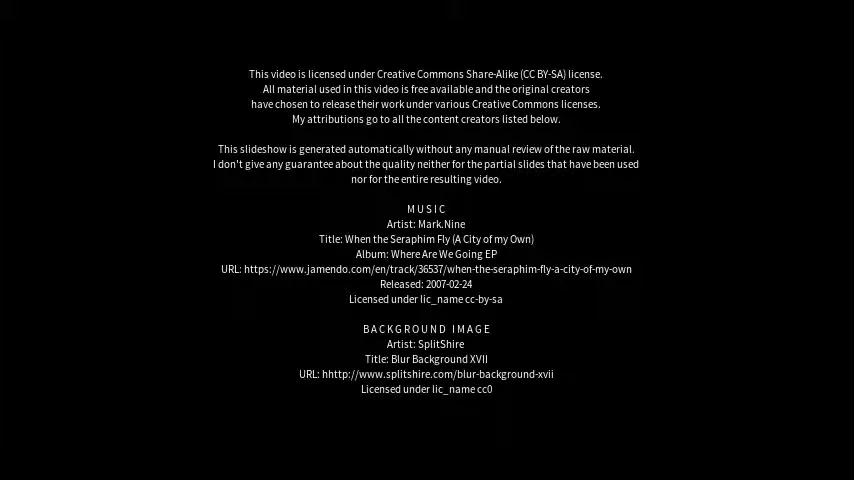 This video is licensed under Creative Commons Share-Alike (CC BY-SA) license.
All material used in this video is free available and the original creators
have chosen to release their work under various Creative Commons licenses.
My attributions go to all the content creators listed below.
This slideshow is generated automatically without any manual review of the raw material.
I don't give any guarantee about the quality neither for the partial slides that have been used
nor for the entire resulting video.
M U S I C
Artist: Mark.Nine
Title: When the Seraphim Fly (A City of my Own)
Album: Where Are We Going EP
URL: https://www.jamendo.com/en/track/36537/when-the-seraphim-fly-a-city-of-my-own
Released: 2007-02-24
Licensed under lic_name cc-by-sa
B A C K G R O U N D   I M A G E
Artist: SplitShire
Title: Blur Background XVII
URL: hhttp://www.splitshire.com/blur-background-xvii
Licensed under lic_name cc0